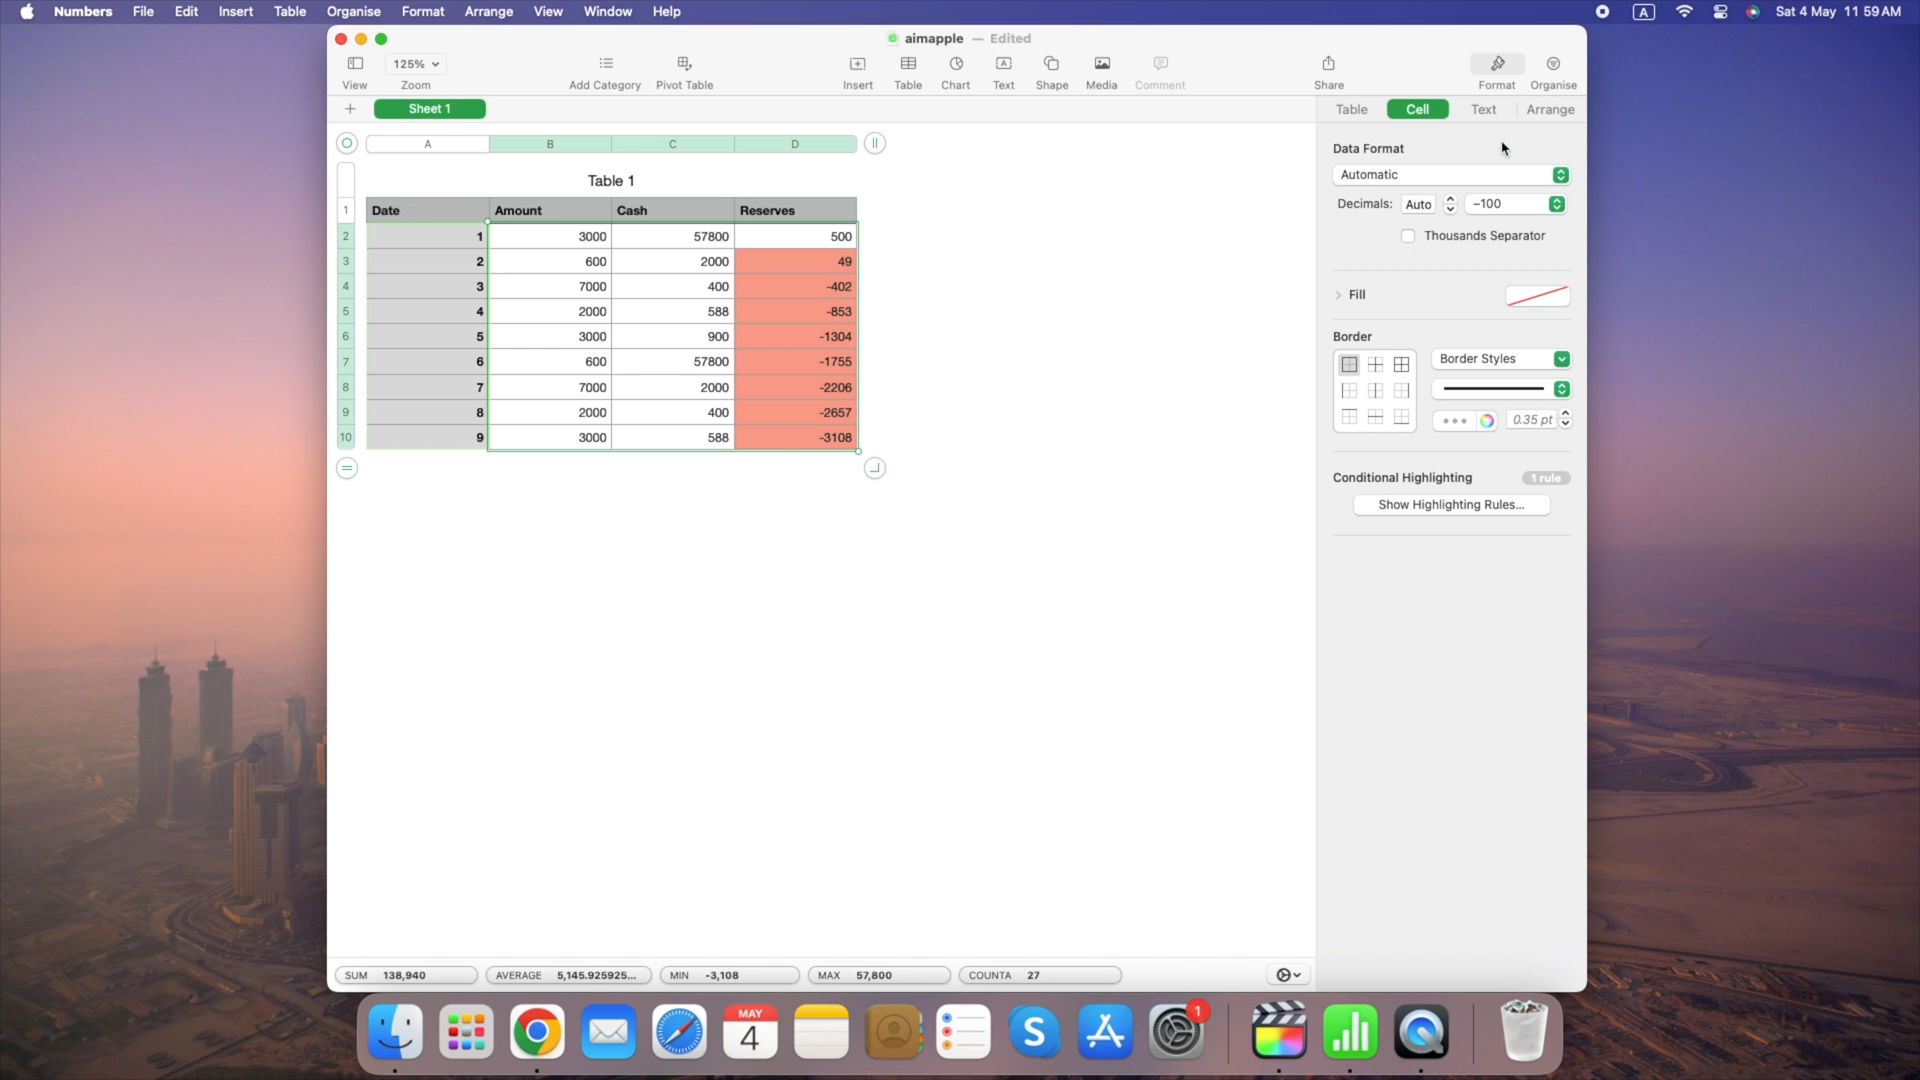 Numbers File Edit Insert Table Organise Format Arrange View Window Help A Sat 4 May 11 59 AM
aimapple — Edited
125%
View Zoom Add Category Pivot Table Insert Table Chart Text Shape Media Comment Share Format Organise
Sheet 1
Table Cell Text Arrange
A B C D
Table 1
1 Date Amount Cash Reserves
2 1 3000 57800 500
3 2 600 2000 49
4 3 7000 400 -402
5 4 2000 588 -853
6 5 3000 900 -1304
7 6 600 57800 -1755
8 7 7000 2000 -2206
9 8 2000 400 -2657
10 9 3000 588 -3108
Data Format
Automatic
Decimals: Auto –100
Thousands Separator
Fill
Border
Border Styles
0.35 pt
Conditional Highlighting 1 rule
Show Highlighting Rules...
SUM 138,940 AVERAGE 5,145.925925... MIN -3,108 MAX 57,800 COUNTA 27
MAY
4
S
1